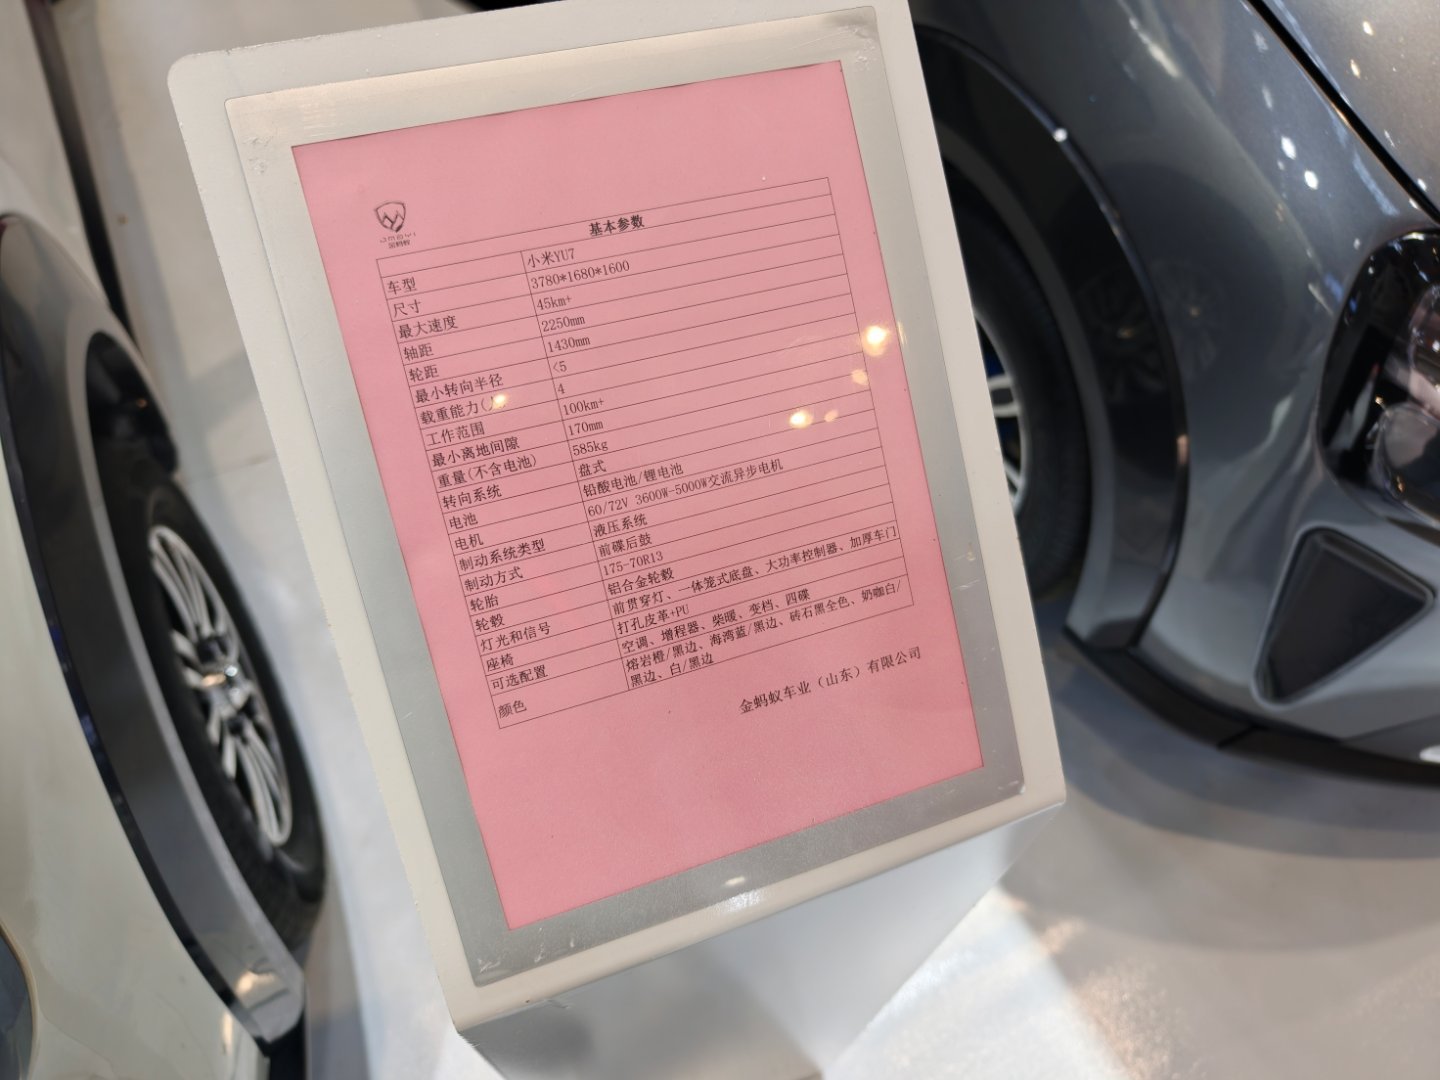 金蚂蚁
基本参数
车型 小米YU7
尺寸 3780*1680*1600
最大速度 45km+
轴距 2250mm
轮距 1430mm
最小转向半径 <5
载重能力(人 4
工作范围 100km+
最小离地间隙 170mm
重量(不含电池) 585kg
转向系统 盘式
电池 铅酸电池/锂电池
电机 60/72V 3600W-5000W交流异步电机
制动系统类型 液压系统
制动方式 前碟后鼓
轮胎 175-70R13
轮毂 铝合金轮毂
灯光和信号 前贯穿灯、一体笼式底盘、大功率控制器、加厚车门
座椅 打孔皮革+PU
可选配置 空调、增程器、柴暖、变档、四碟
颜色 熔岩橙/黑边、海湾蓝/黑边、砖石黑全色、奶咖白/
黑边、白/黑边
金蚂蚁车业（山东）有限公司